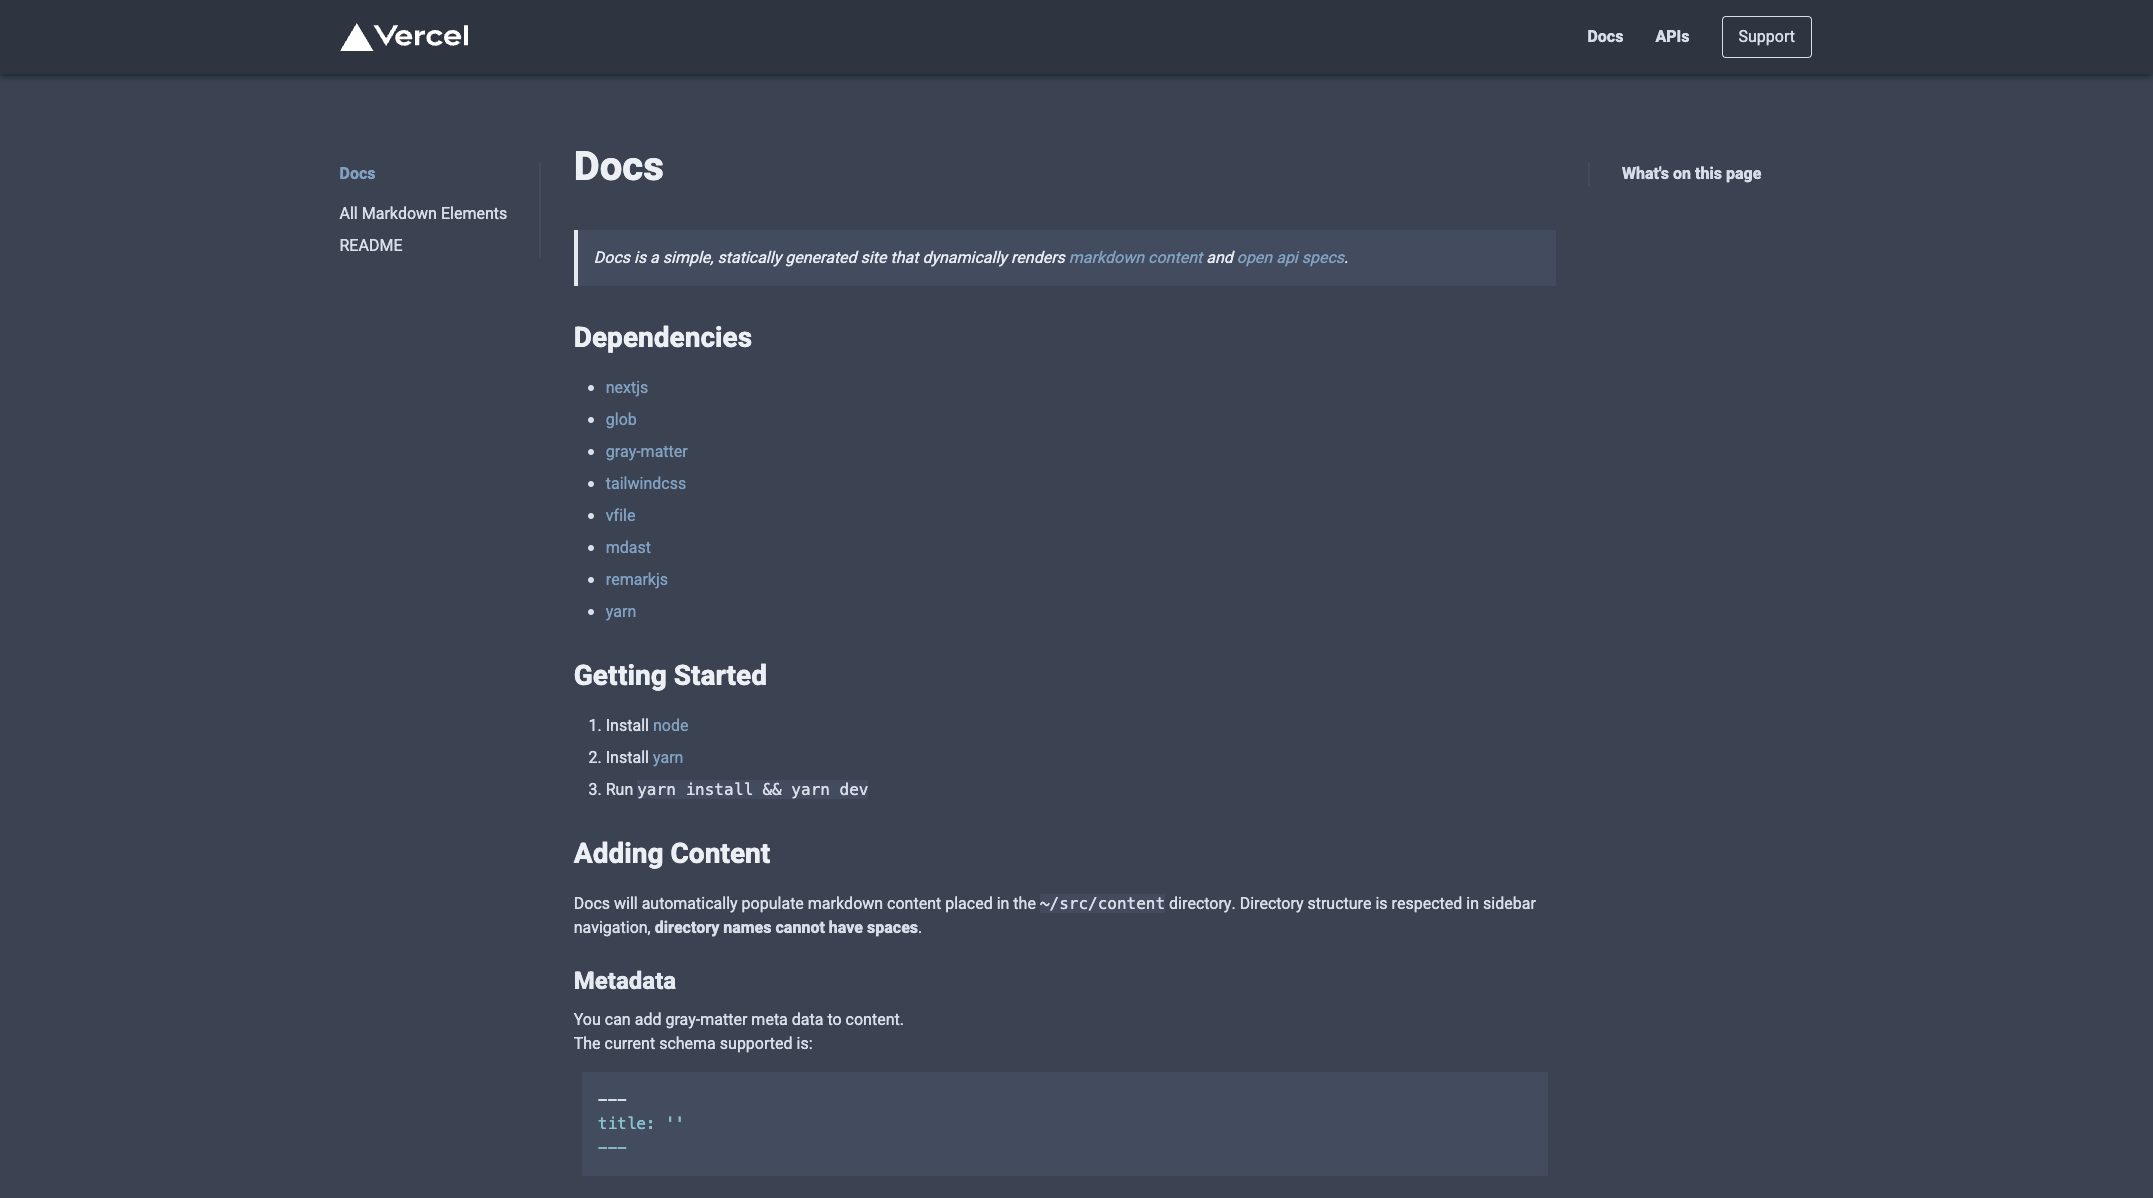 Vercel
Docs
APIs
Support
Docs
All Markdown Elements
README
Docs
Docs is a simple, statically generated site that dynamically renders markdown content and open api specs.
Dependencies
• nextjs
• glob
• gray-matter
• tailwindcss
• vfile
• mdast
• remarkjs
• yarn
Getting Started
1. Install node
2. Install yarn
3. Run yarn install && yarn dev
Adding Content
Docs will automatically populate markdown content placed in the ~/src/content directory. Directory structure is respected in sidebar
navigation, directory names cannot have spaces.
Metadata
You can add gray-matter meta data to content.
The current schema supported is:
---
title: ''
---
What's on this page